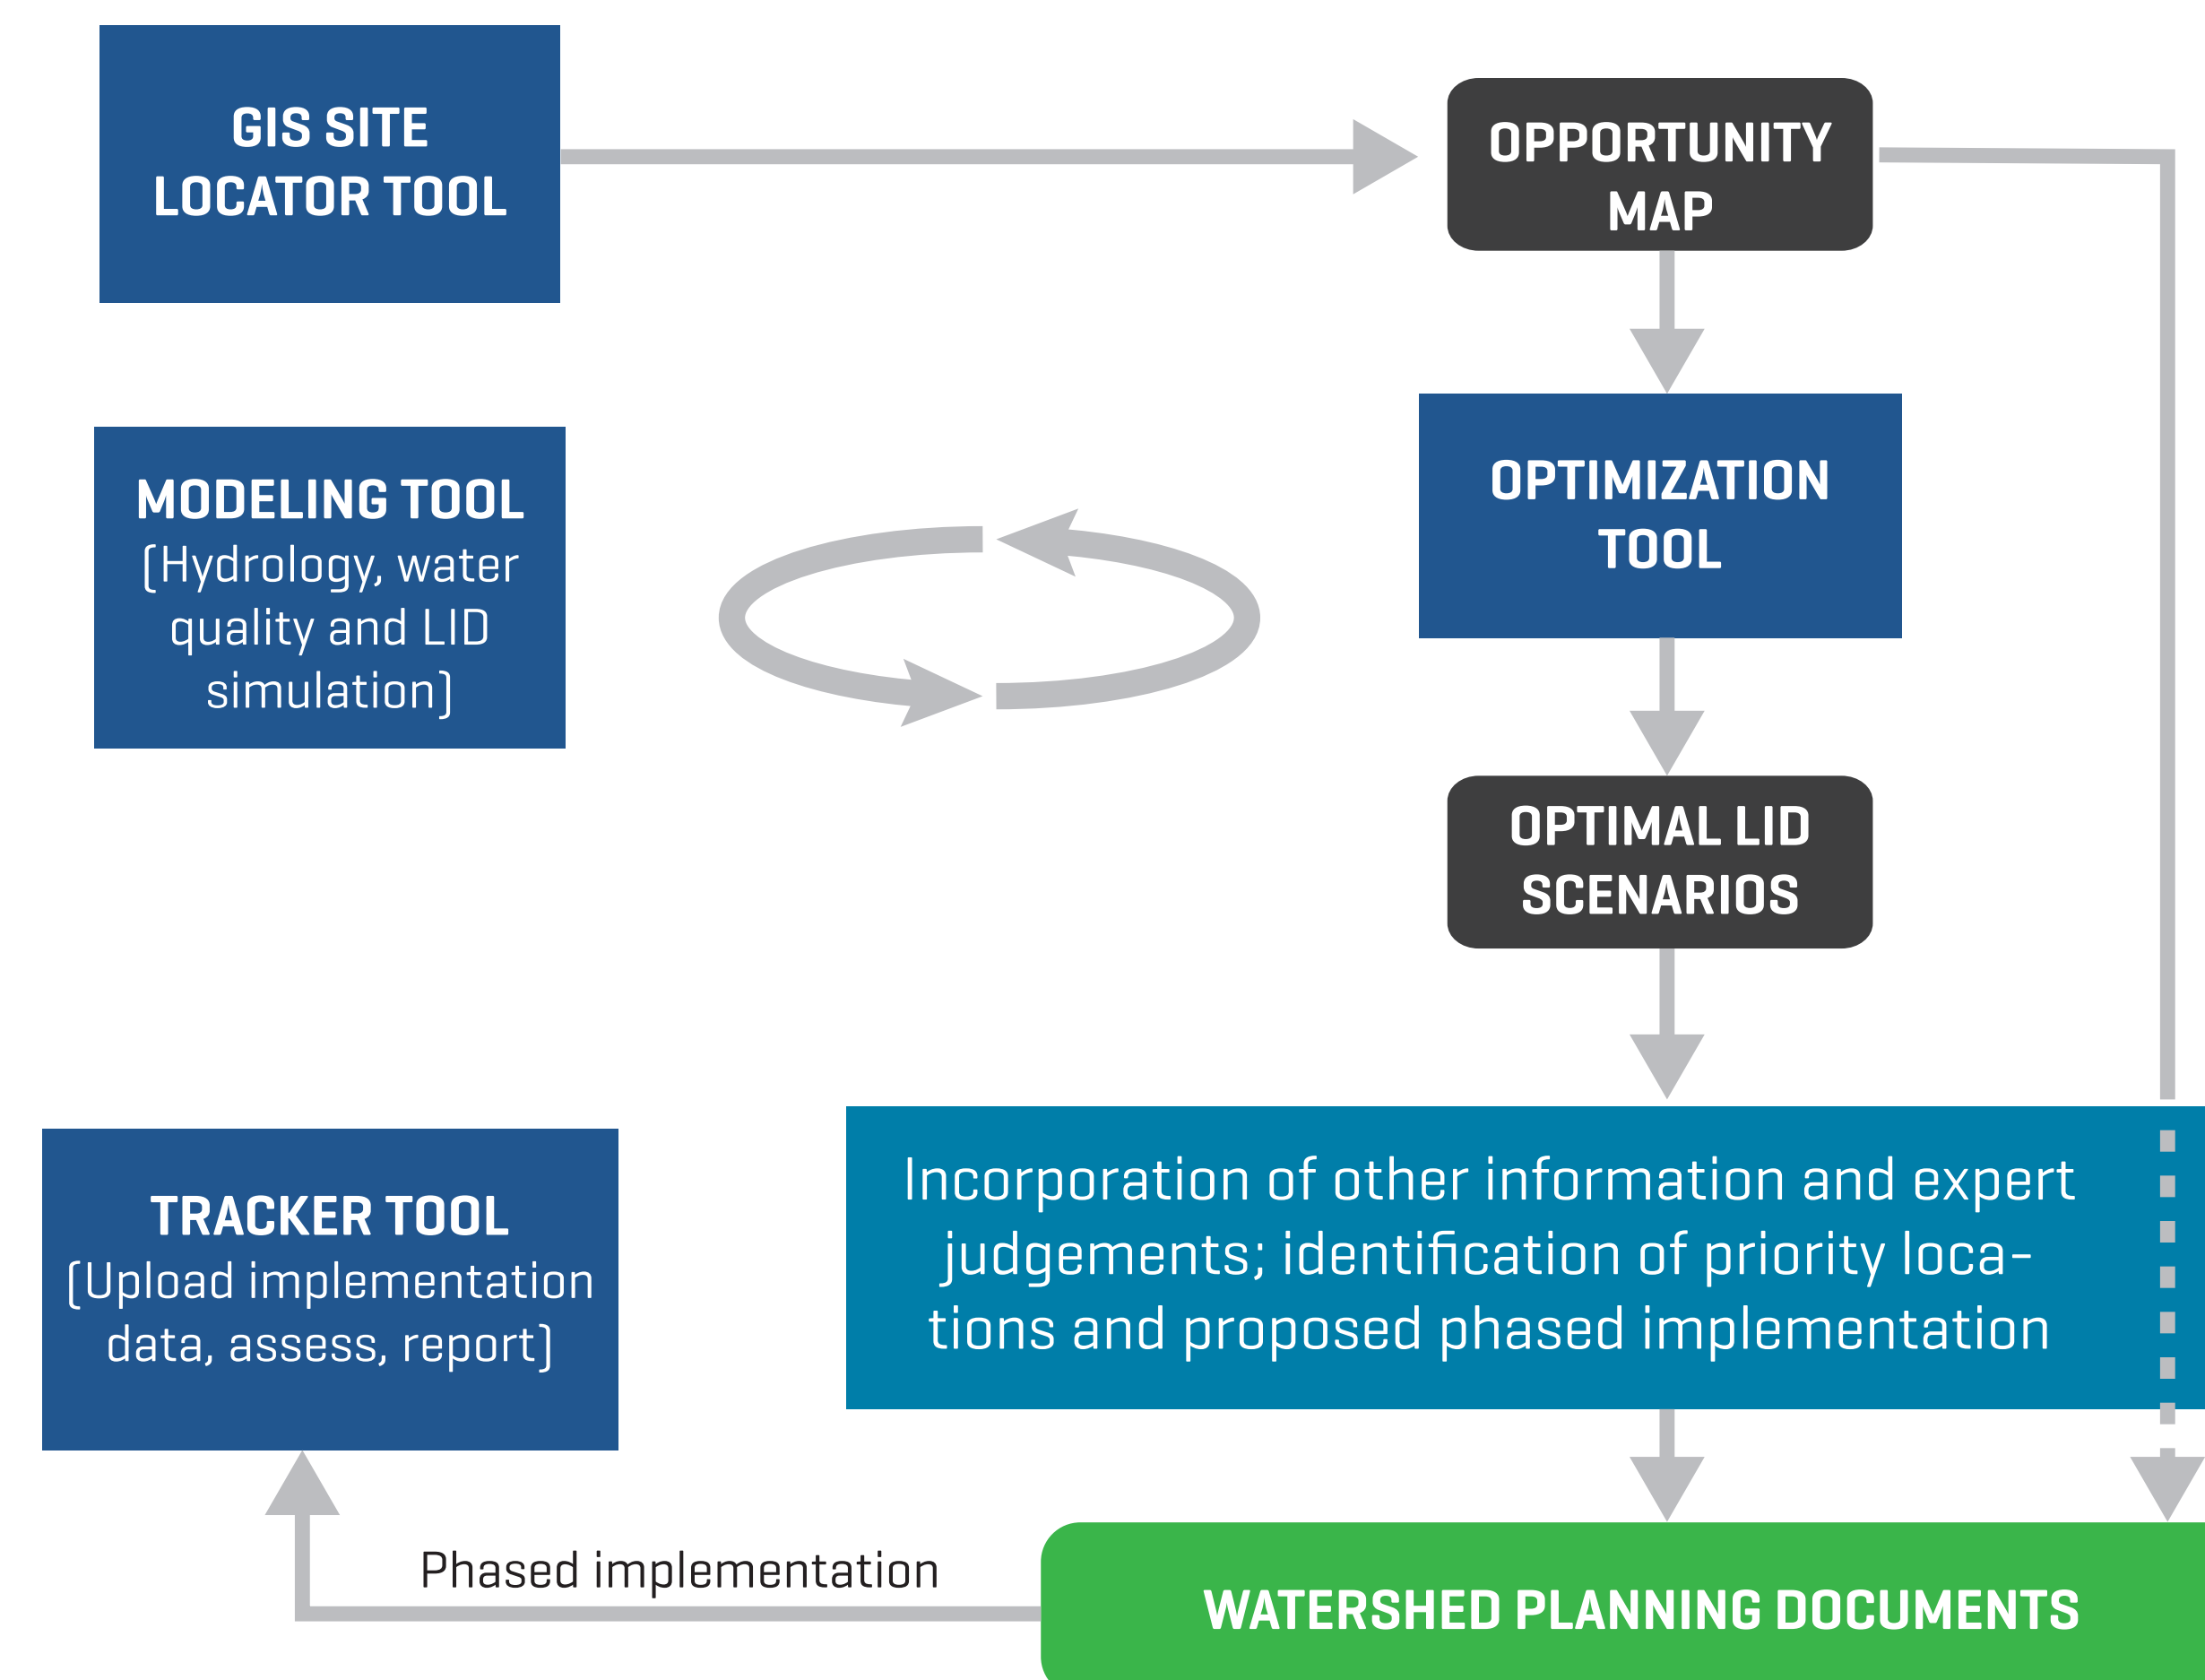 GIS SITE
LOCATOR TOOL
OPPORTUNITY
MAP
MODELING TOOL
(Hydrology, water
quality and LID
simulation)
OPTIMIZATION
TOOL
OPTIMAL LID
SCENARIOS
Incorporation of other information and expert
judgements; identification of priority loca-
tions and proposed phased implementation
TRACKER TOOL
(Upload implementation
data, assess, report)
Phased implementation
WATERSHED PLANNING DOCUMENTS